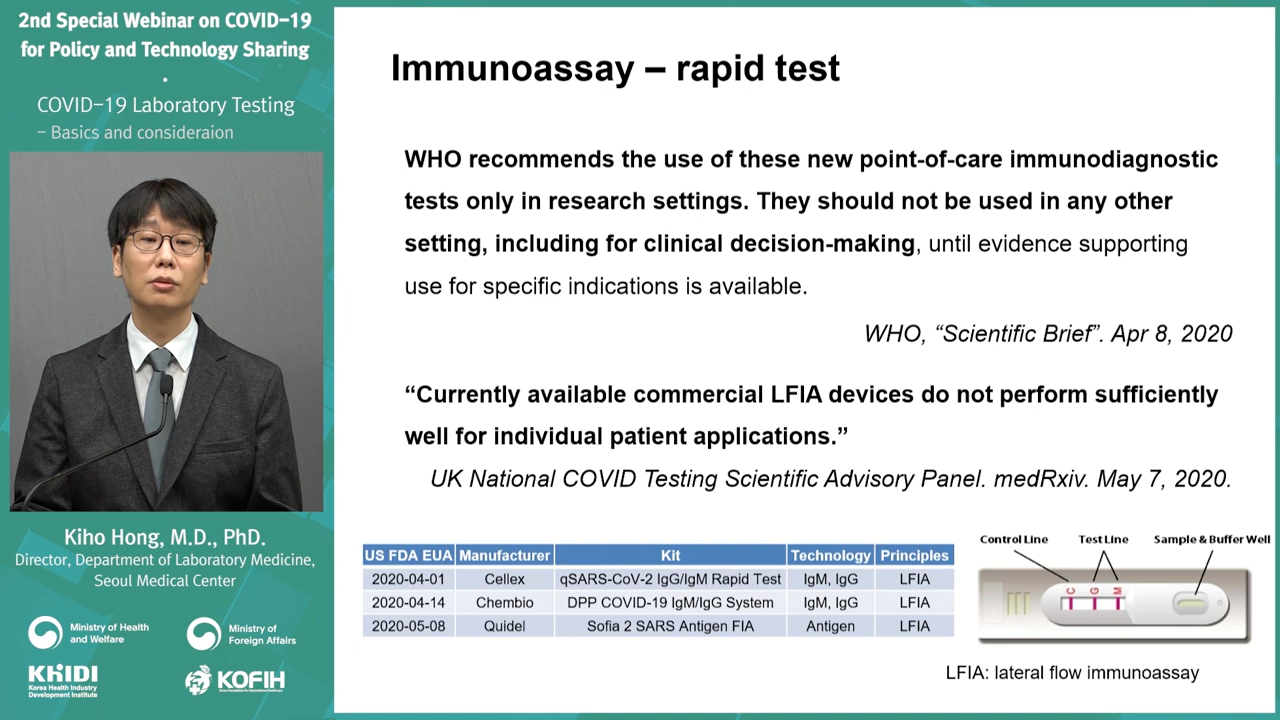 2nd Special Webinar on COVID-19
for Policy and Technology Sharing
·
COVID-19 Laboratory Testing
- Basics and consideraion
Kiho Hong, M.D., PhD.
Director, Department of Laboratory Medicine,
Seoul Medical Center
Ministry of Health
and Welfare
Ministry of
Foreign Affairs
KHIDI
Korea Health Industry
Development Institute
KOFIH
Korea Foundation for International Healthcare
Immunoassay – rapid test
WHO recommends the use of these new point-of-care immunodiagnostic
tests only in research settings. They should not be used in any other
setting, including for clinical decision-making, until evidence supporting
use for specific indications is available.
WHO, “Scientific Brief”. Apr 8, 2020
“Currently available commercial LFIA devices do not perform sufficiently
well for individual patient applications.”
UK National COVID Testing Scientific Advisory Panel. medRxiv. May 7, 2020.
US FDA EUA Manufacturer Kit Technology Principles
2020-04-01 Cellex qSARS-CoV-2 IgG/IgM Rapid Test IgM, IgG LFIA
2020-04-14 Chembio DPP COVID-19 IgM/IgG System IgM, IgG LFIA
2020-05-08 Quidel Sofia 2 SARS Antigen FIA Antigen LFIA
Control Line Test Line Sample & Buffer Well
C G M
LFIA: lateral flow immunoassay